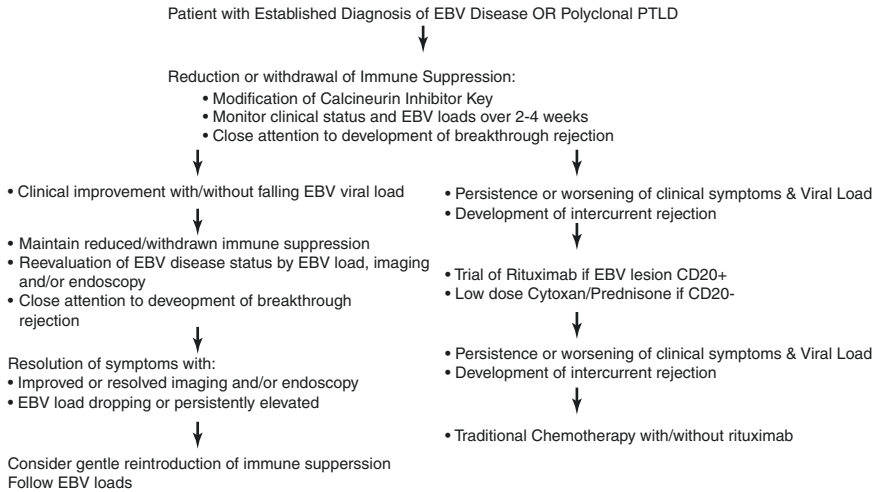 Patient with Established Diagnosis of EBV Disease OR Polyclonal PTLD
Reduction or withdrawal of Immune Suppression:
• Modification of Calcineurin Inhibitor Key
• Monitor clinical status and EBV loads over 2-4 weeks
• Close attention to development of breakthrough rejection
• Clinical improvement with/without falling EBV viral load
• Maintain reduced/withdrawn immune suppression
• Reevaluation of EBV disease status by EBV load, imaging
and/or endoscopy
• Close attention to deveopment of breakthrough
rejection
Resolution of symptoms with:
• Improved or resolved imaging and/or endoscopy
• EBV load dropping or persistently elevated
Consider gentle reintroduction of immune supperssion
Follow EBV loads
• Persistence or worsening of clinical symptoms & Viral Load
• Development of intercurrent rejection
• Trial of Rituximab if EBV lesion CD20+
• Low dose Cytoxan/Prednisone if CD20-
• Persistence or worsening of clinical symptoms & Viral Load
• Development of intercurrent rejection
• Traditional Chemotherapy with/without rituximab